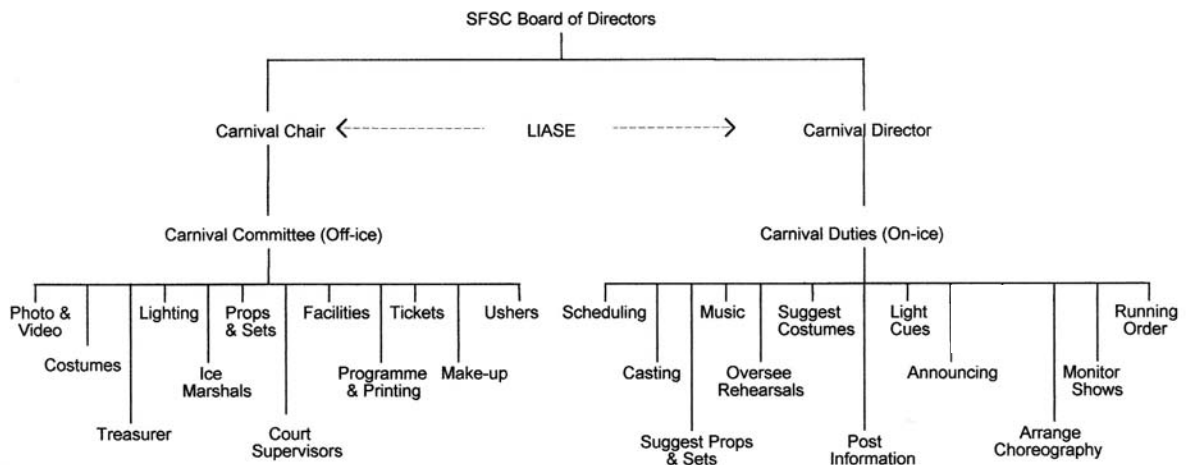 SFSC Board of Directors
Carnival Chair
LIASE
Carnival Director
Carnival Committee (Off-ice)
Carnival Duties (On-ice)
Photo &
Video
Costumes
Treasurer
Lighting
Ice
Marshals
Props
& Sets
Court
Supervisors
Facilities
Programme
& Printing
Tickets
Make-up
Ushers
Scheduling
Casting
Suggest Props
& Sets
Music
Oversee
Rehearsals
Suggest
Costumes
Post
Information
Light
Cues
Announcing
Arrange
Choreography
Monitor
Shows
Running
Order